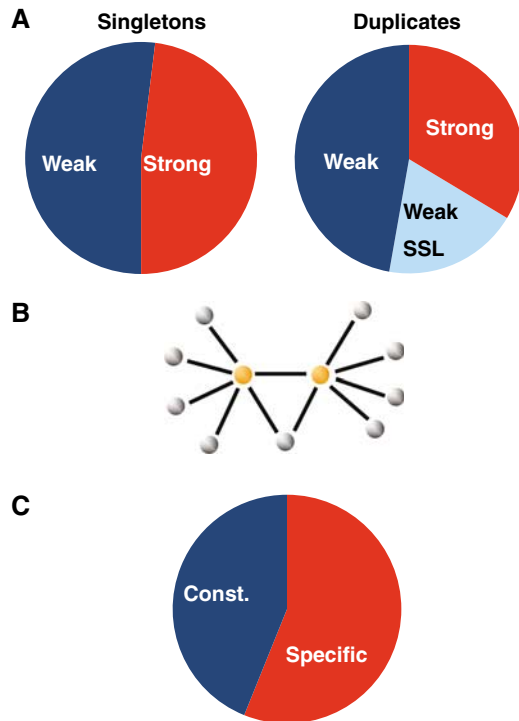 A
Singletons
Duplicates
Weak
Strong
Weak
Strong
Weak
SSL
B
C
Const.
Specific